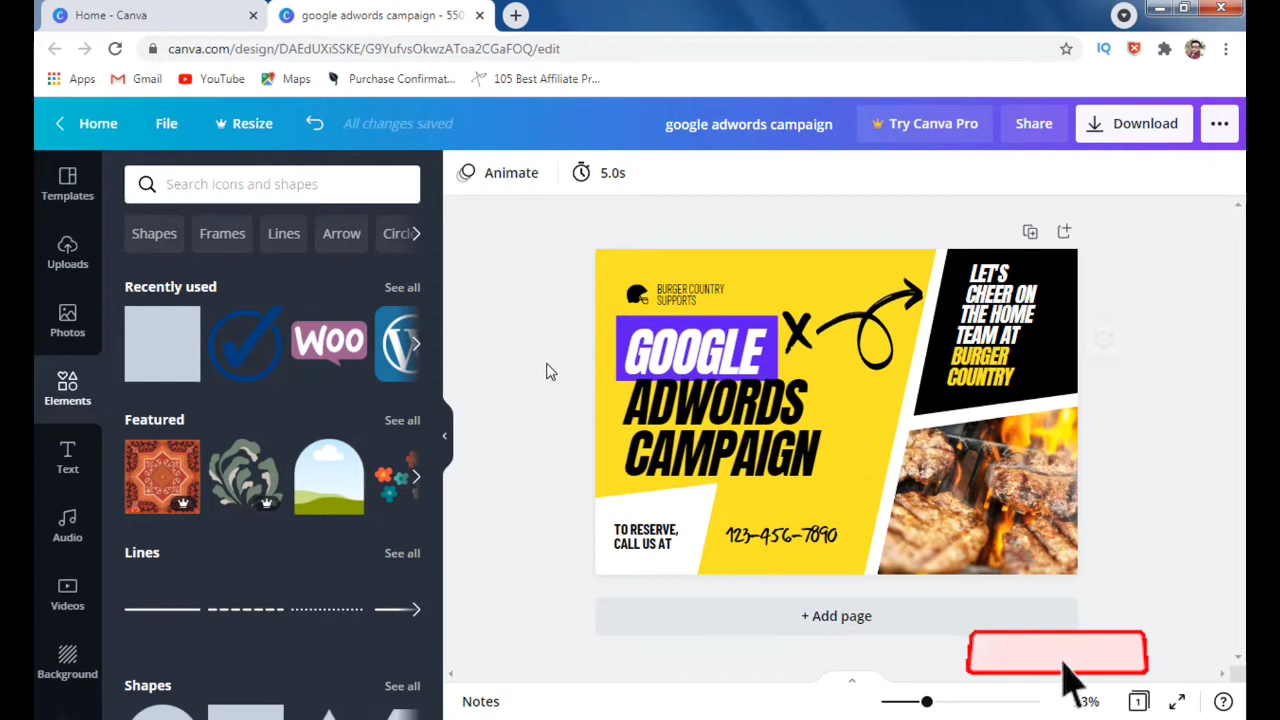 Home - Canva
google adwords campaign - 550
canva.com/design/DAEdUXiSSKE/G9YufvsOkwzAToa2CGaFOQ/edit
IQ
Apps
Gmail
YouTube
Maps
Purchase Confirmat...
105 Best Affiliate Pr...
Home
File
Resize
All changes saved
google adwords campaign
Try Canva Pro
Share
Download
Templates
Uploads
Photos
Elements
Text
Audio
Videos
Background
Search icons and shapes
Shapes
Frames
Lines
Arrow
Circl
Recently used
See all
WOO
Featured
See all
Lines
See all
Shapes
See all
Animate
5.0s
BURGER COUNTRY
SUPPORTS
GOOGLE
ADWORDS
CAMPAIGN
X
TO RESERVE,
CALL US AT
123-456-7890
LET'S
CHEER ON
THE HOME
TEAM AT
BURGER
COUNTRY
+ Add page
Notes
3%
1
?